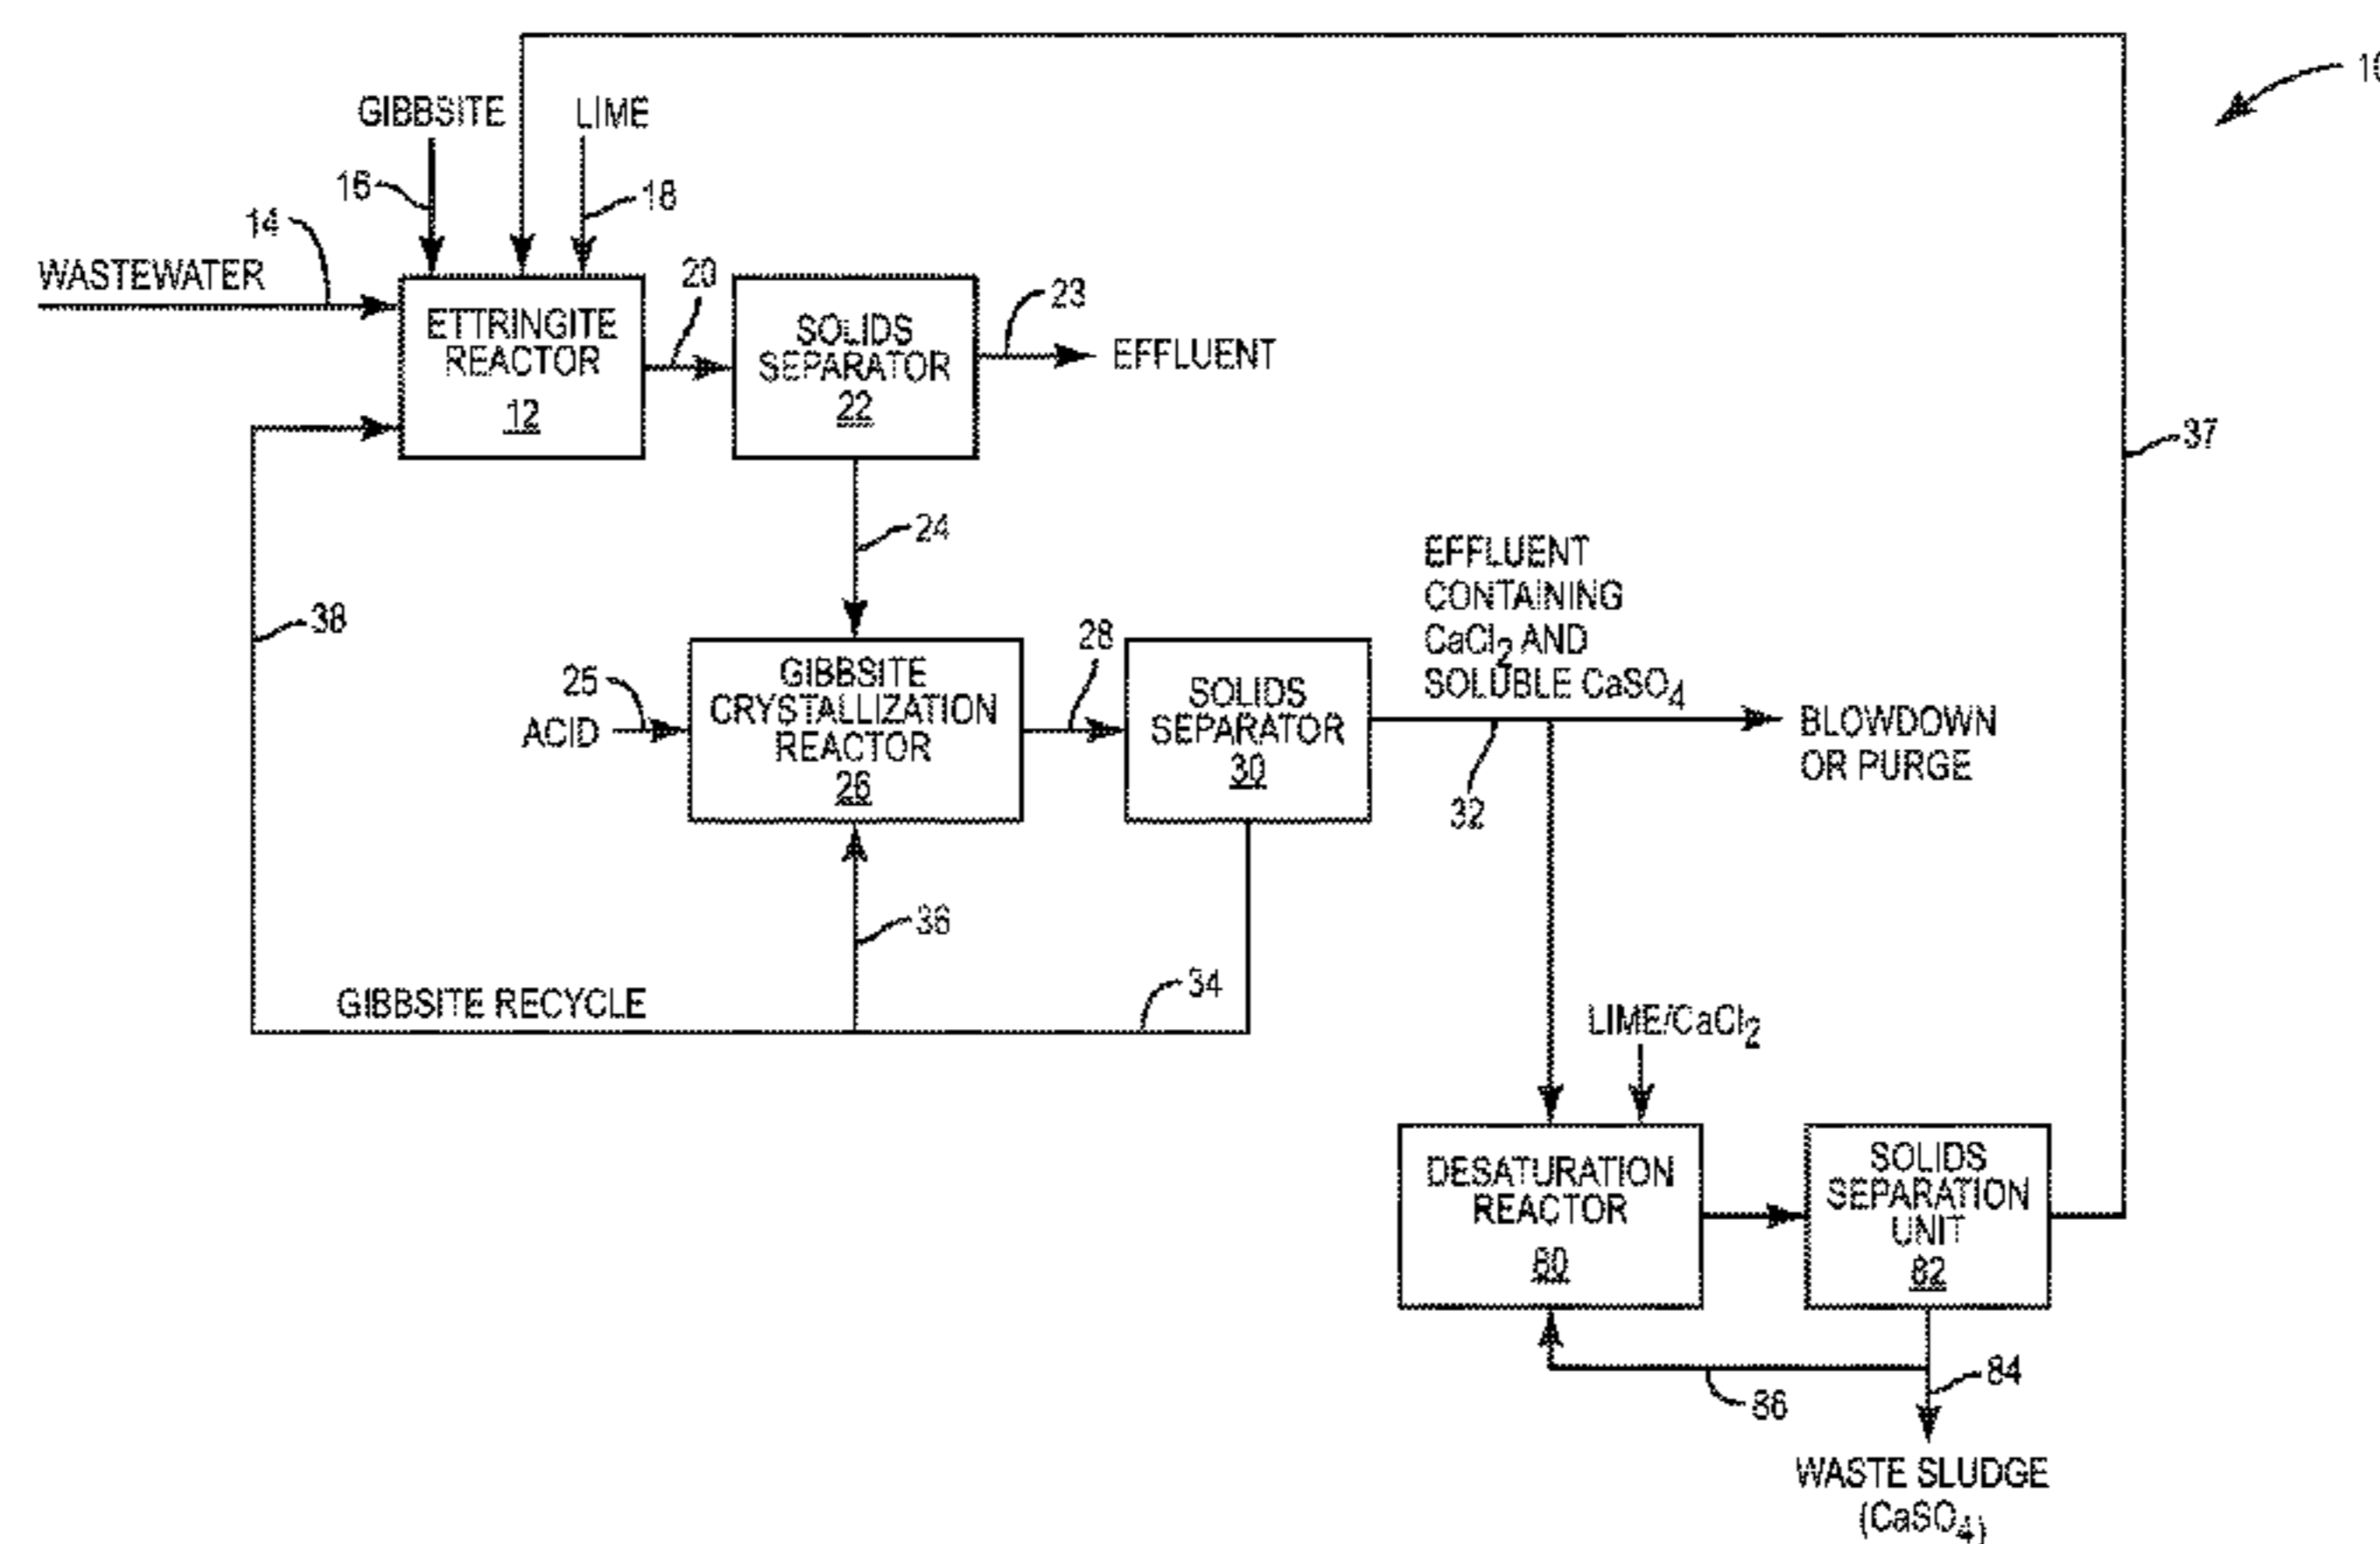 10
GIBBSITE
LIME
16
18
14
WASTEWATER
20
23
ETTRINGITE
REACTOR
12
SOLIDS
SEPARATOR
22
EFFLUENT
37
24
38
EFFLUENT
CONTAINING
CaCl2 AND
SOLUBLE CaSO4
25
ACID
GIBBSITE
CRYSTALLIZATION
REACTOR
26
28
SOLIDS
SEPARATOR
30
32
BLOWDOWN
OR PURGE
36
34
GIBBSITE RECYCLE
LIME/CaCl2
DESATURATION
REACTOR
80
SOLIDS
SEPARATION
UNIT
82
86
84
WASTE SLUDGE
(CaSO4)